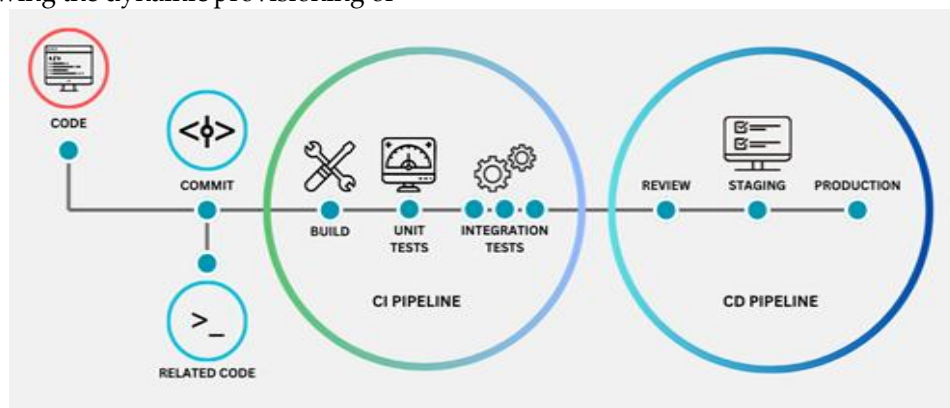 the dynamic provisioning of
CODE
COMMIT
RELATED CODE
BUILD
UNIT
TESTS
INTEGRATION
TESTS
CI PIPELINE
REVIEW
STAGING
PRODUCTION
CD PIPELINE